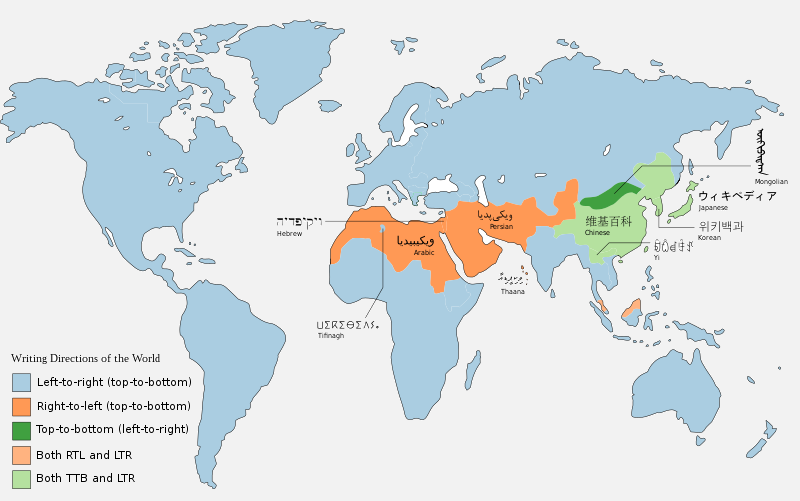 Mongolian
ウィキペディア
Japanese
위키백과
Korean
维基百科
Chinese
Yi
ویکی‌پدیا
Persian
ויקיפדיה
Hebrew
ويكيبيديا
Arabic
Thaana
Tifinagh
Writing Directions of the World
Left-to-right (top-to-bottom)
Right-to-left (top-to-bottom)
Top-to-bottom (left-to-right)
Both RTL and LTR
Both TTB and LTR